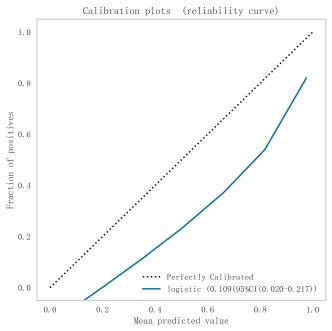 Calibration plots  (reliability curve)
1.0
0.8
0.6
0.4
0.2
0.0
Fraction of positives
Perfectly Calibrated
logistic (0.109(95%CI(0.020-0.217))
0.0 0.2 0.4 0.6 0.8 1.0
Mean predicted value